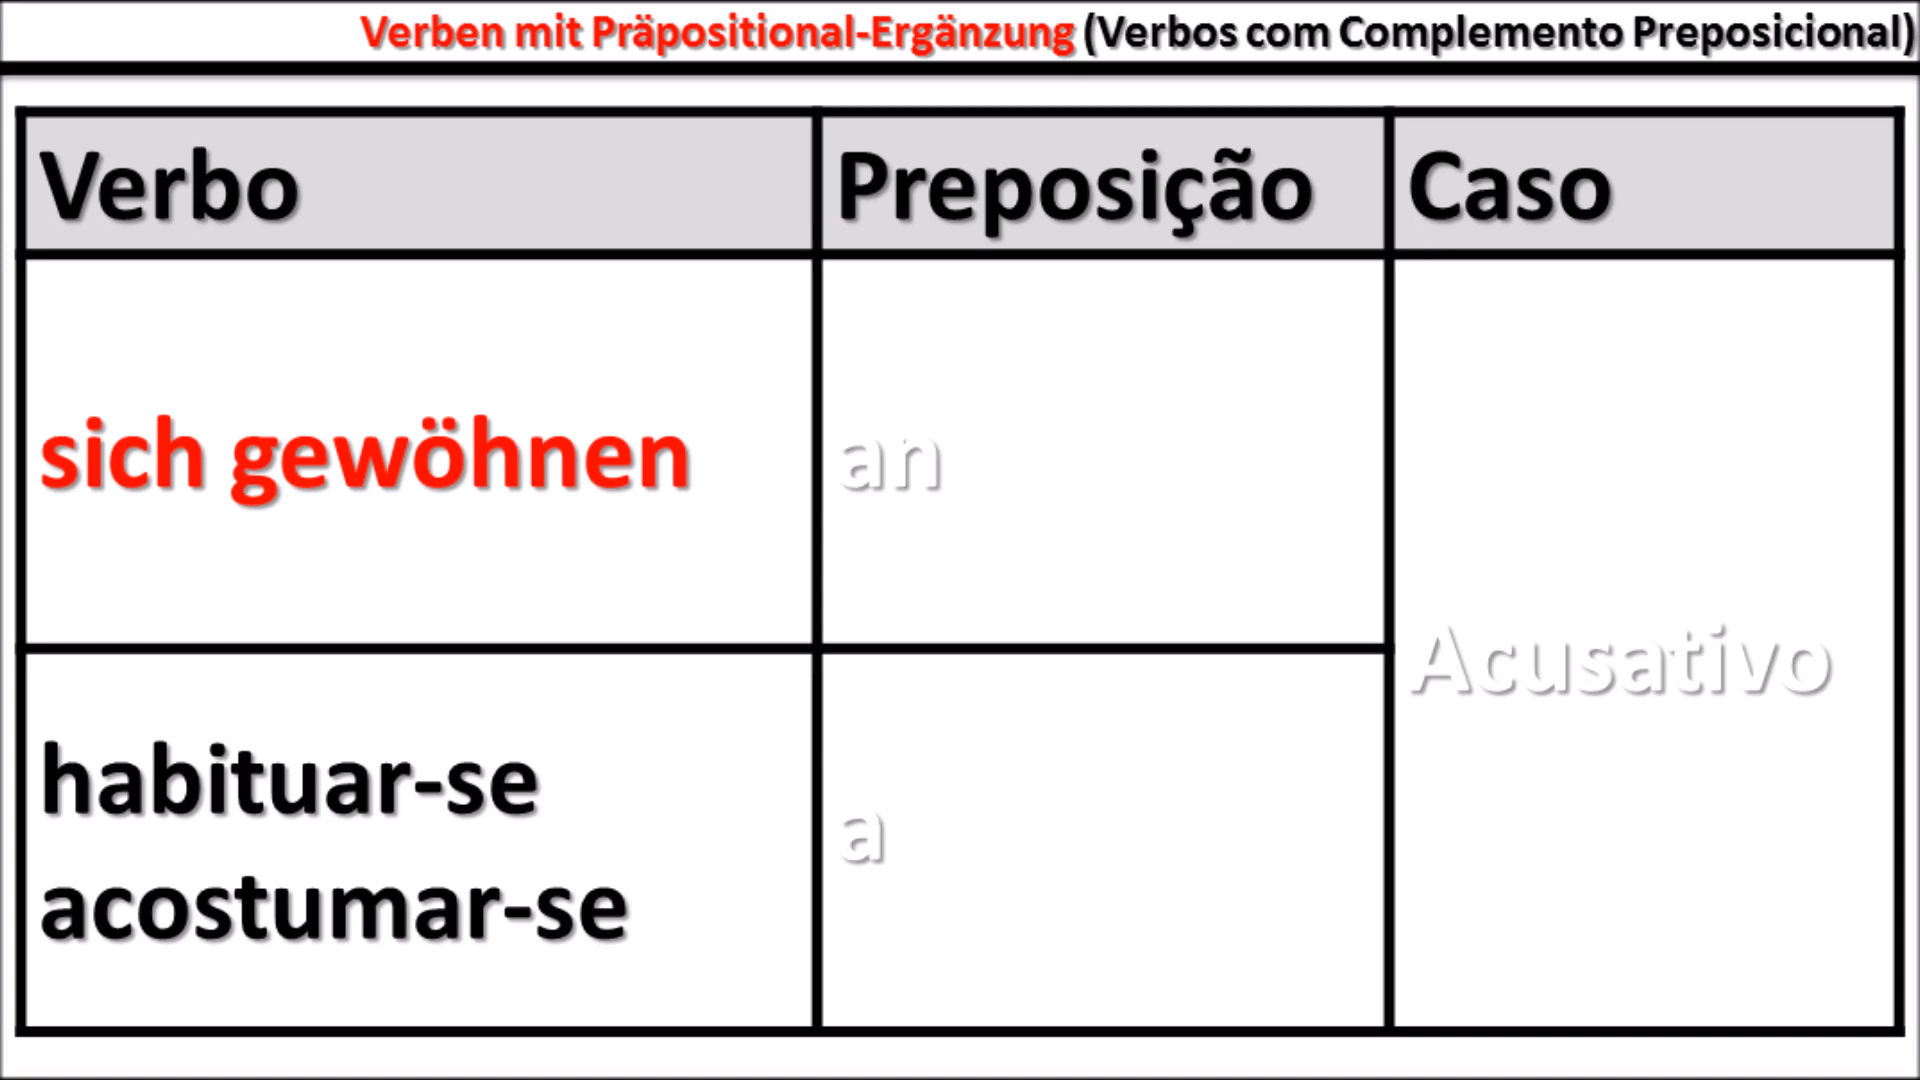 Verben mit Präpositional-Ergänzung (Verbos com Complemento Preposicional)
Verbo Preposição Caso
sich gewöhnen an
Acusativo
habituar-se
acostumar-se
a